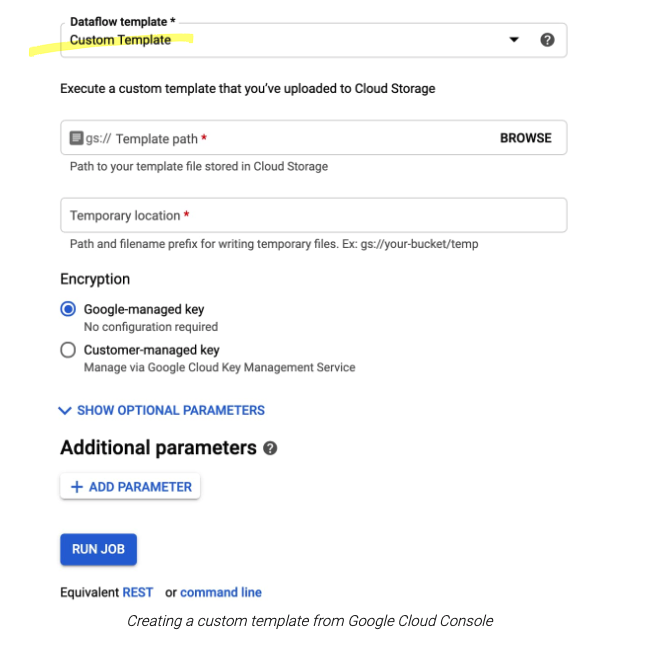 Dataflow template *
Custom Template
Execute a custom template that you've uploaded to Cloud Storage
gs:// Template path * BROWSE
Path to your template file stored in Cloud Storage
Temporary location *
Path and filename prefix for writing temporary files. Ex: gs://your-bucket/temp
Encryption
Google-managed key
No configuration required
Customer-managed key
Manage via Google Cloud Key Management Service
SHOW OPTIONAL PARAMETERS
Additional parameters ?
+ ADD PARAMETER
RUN JOB
Equivalent REST or command line
Creating a custom template from Google Cloud Console